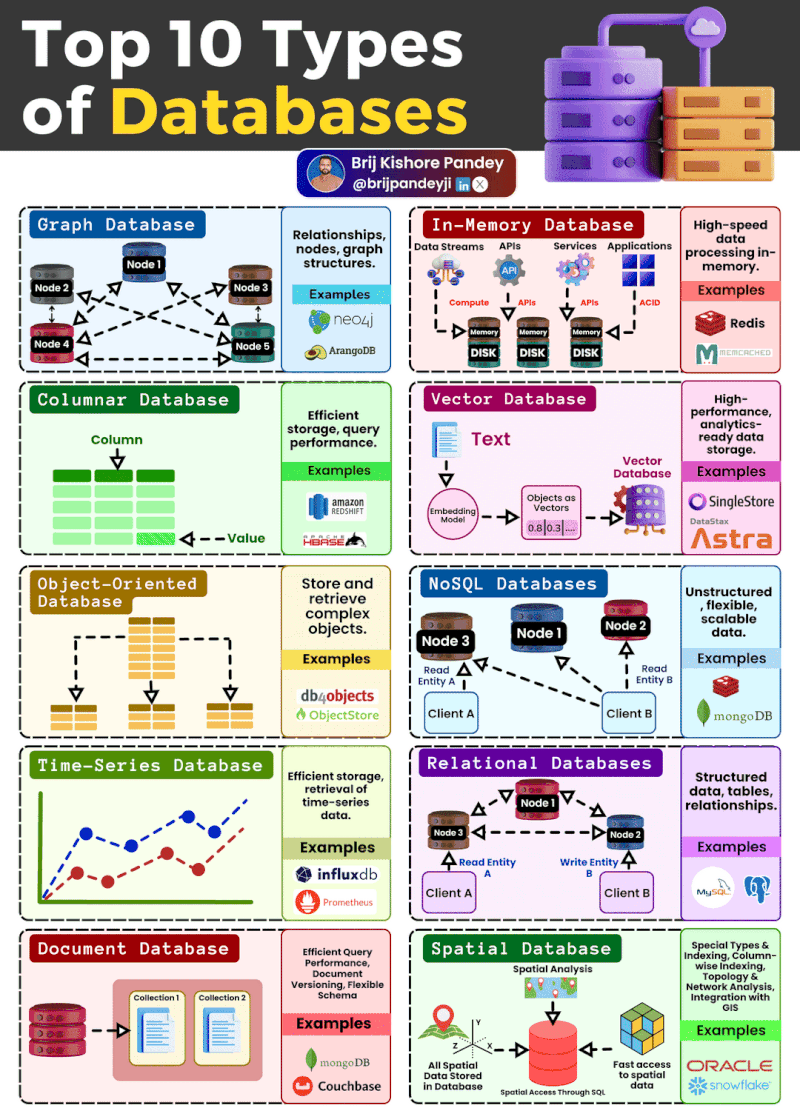 Top 10 Types
of Databases
Brij Kishore Pandey
@brijpandeyji in X
Graph Database
Node 1
Node 2
Node 3
Node 4
Node 5
Relationships,
nodes, graph
structures.
Examples
neo4j
ArangoDB
In-Memory Database
Data Streams
APIs
Services
Applications
API
Compute
APIs
APIs
ACID
Memory
Memory
Memory
DISK
DISK
DISK
High-speed
data
processing in-
memory.
Examples
Redis
MEMCACHED
Columnar Database
Column
Value
Efficient
storage, query
performance.
Examples
amazon
REDSHIFT
APACHE
HBASE
Vector Database
Text
Embedding
Model
Objects as
Vectors
0.8 0.3 ...
Vector
Database
High-
performance,
analytics-
ready data
storage.
Examples
SingleStore
DataStax
Astra
Object-Oriented
Database
Store and
retrieve
complex
objects.
Examples
db4objects
ObjectStore
NoSQL Databases
Node 3
Node 1
Node 2
Read
Entity A
Read
Entity B
Client A
Client B
Unstructured
, flexible,
scalable
data.
Examples
mongoDB
Time-Series Database
Efficient storage,
retrieval of
time-series
data.
Examples
influxdb
Prometheus
Relational Databases
Node 1
Node 3
Node 2
Read Entity
A
Write Entity
B
Client A
Client B
Structured
data, tables,
relationships.
Examples
MySQL
Document Database
Collection 1
Collection 2
Efficient Query
Performance,
Document
Versioning, Flexible
Schema
Examples
mongoDB
Couchbase
Spatial Database
Spatial Analysis
Y
Z
X
All Spatial
Data Stored
in Database
Spatial Access Through SQL
Fast access
to spatial
data
Special Types &
Indexing, Column-
wise Indexing,
Topology &
Network Analysis,
Integration with
GIS
Examples
ORACLE
snowflake